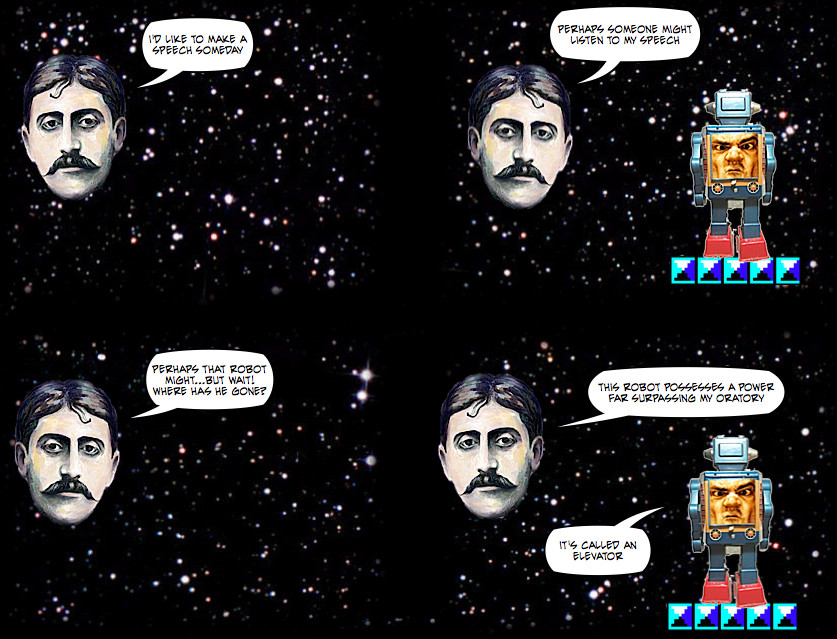 I'D LIKE TO MAKE A
SPEECH SOMEDAY
PERHAPS SOMEONE MIGHT
LISTEN TO MY SPEECH
PERHAPS THAT ROBOT
MIGHT...BUT WAIT!
WHERE HAS HE GONE?
THIS ROBOT POSSESSES A POWER
FAR SURPASSING MY ORATORY
IT'S CALLED AN
ELEVATOR